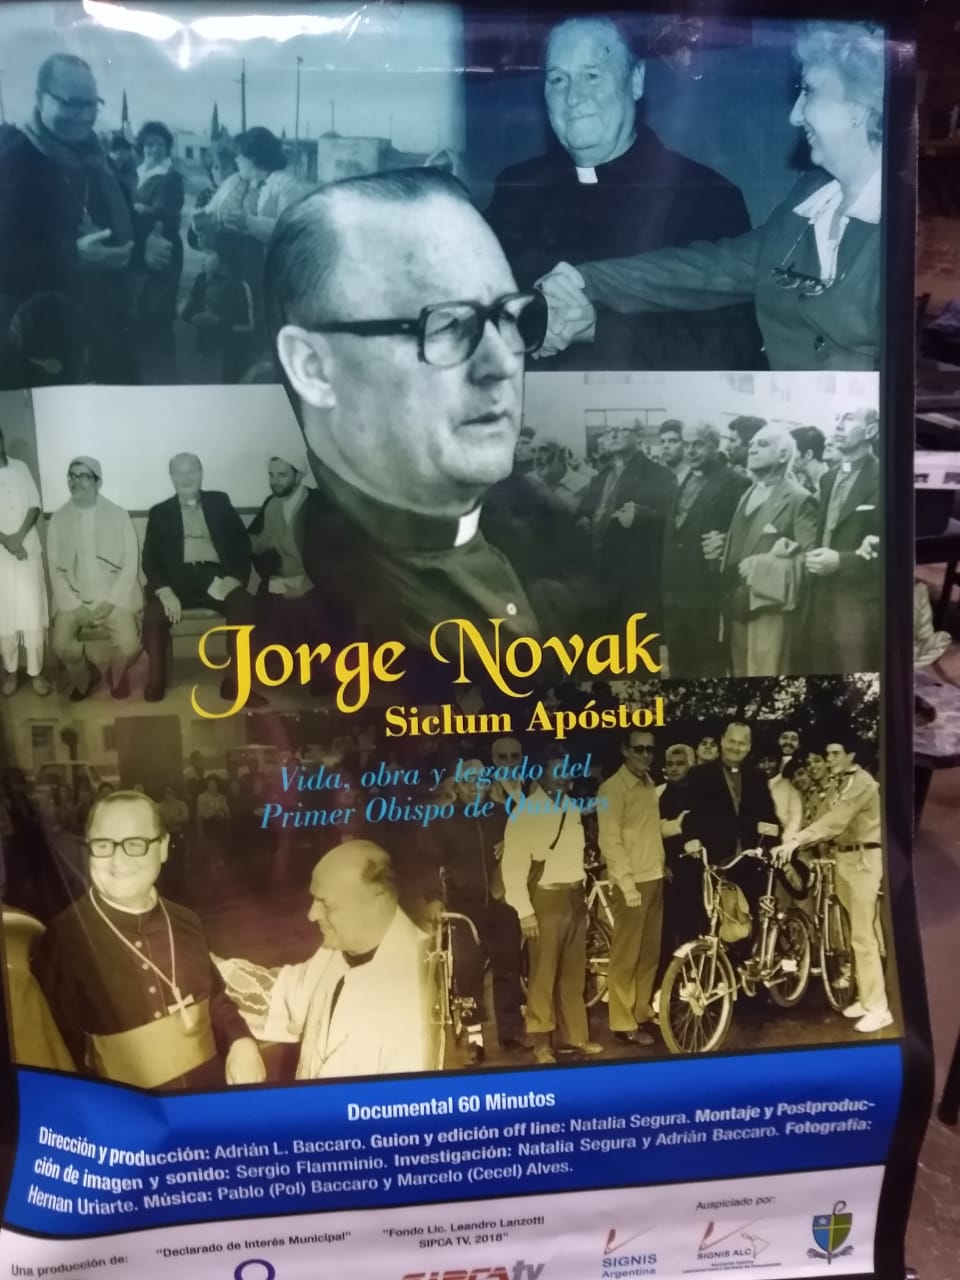 Jorge Novak
Siclum Apóstol
Vida, obra y legado del
Primer Obispo de Quilmes
Documental 60 Minutos
Dirección y producción: Adrián L. Baccaro. Guion y edición off line: Natalia Segura. Montaje y Postproduc-
ción de imagen y sonido: Sergio Flamminio. Investigación: Natalia Segura y Adrián Baccaro. Fotografía:
Hernan Uriarte. Música: Pablo (Pol) Baccaro y Marcelo (Cecel) Alves.
Una producción de:
"Declarado de Interés Municipal"
"Fondo Lic. Leandro Lanzotti
SIPCA TV, 2018"
Auspiciado por:
SIPCA tv
SIGNIS
Argentina
SIGNIS ALC